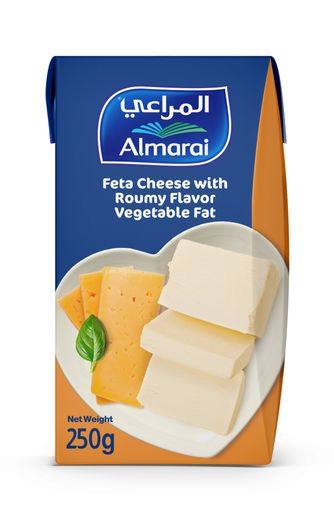 المراعي
Almarai
Feta Cheese with
Roumy Flavor
Vegetable Fat
Net Weight
250g